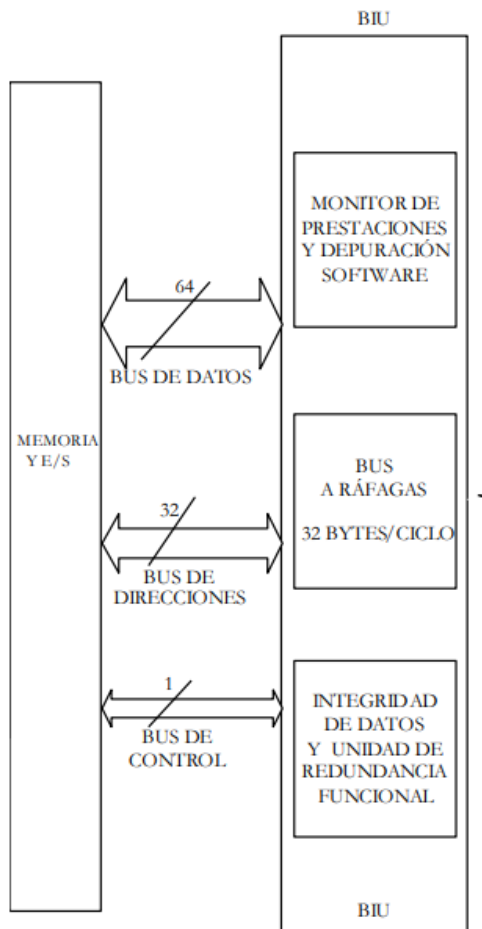 BIU
MONITOR DE
PRESTACIONES
Y DEPURACIÓN
SOFTWARE
64
BUS DE DATOS
MEMORIA
Y E/S
BUS
A RÁFAGAS
32 BYTES/CICLO
32
BUS DE
DIRECCIONES
1
BUS DE
CONTROL
INTEGRIDAD
DE DATOS
Y UNIDAD DE
REDUNDANCIA
FUNCIONAL
BIU